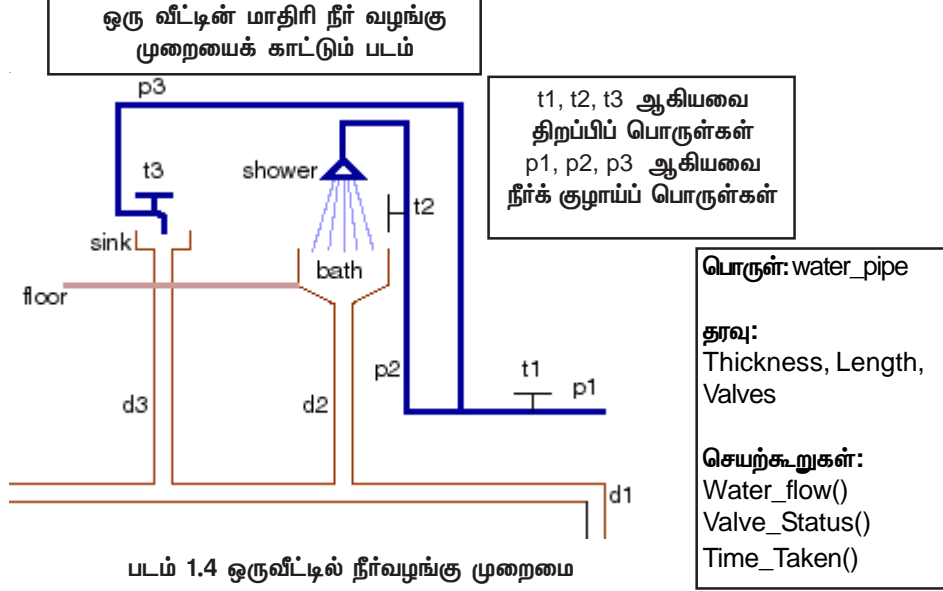 ஒரு வீட்டின் மாதிரி நீர் வழங்கு
முறையைக் காட்டும் படம்
p3
t1, t2, t3 ஆகியவை
திறப்பிப் பொருள்கள்
p1, p2, p3 ஆகியவை
நீர்க் குழாய்ப் பொருள்கள்
t3
shower
t2
sink
bath
floor
p2
t1
p1
d3
d2
d1
பொருள்: water_pipe
தரவு:
Thickness, Length,
Valves
செயற்கூறுகள்:
Water_flow()
Valve_Status()
Time_Taken()
படம் 1.4 ஒருவீட்டில் நீர்வழங்கு முறைமை